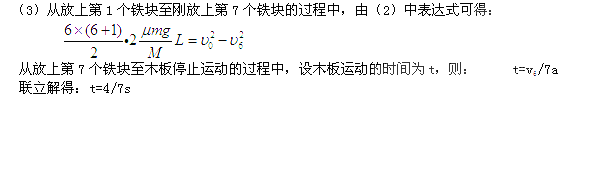 （3）从放上第1个铁块至刚放上第7个铁块的过程中，由（2）中表达式可得：
6×(6+1)/2•2 μmg/M L=υ₀²−υ₆²
从放上第7个铁块至木板停止运动的过程中，设木板运动的时间为t，则： t=v₆/7a
联立解得：t=4/7s